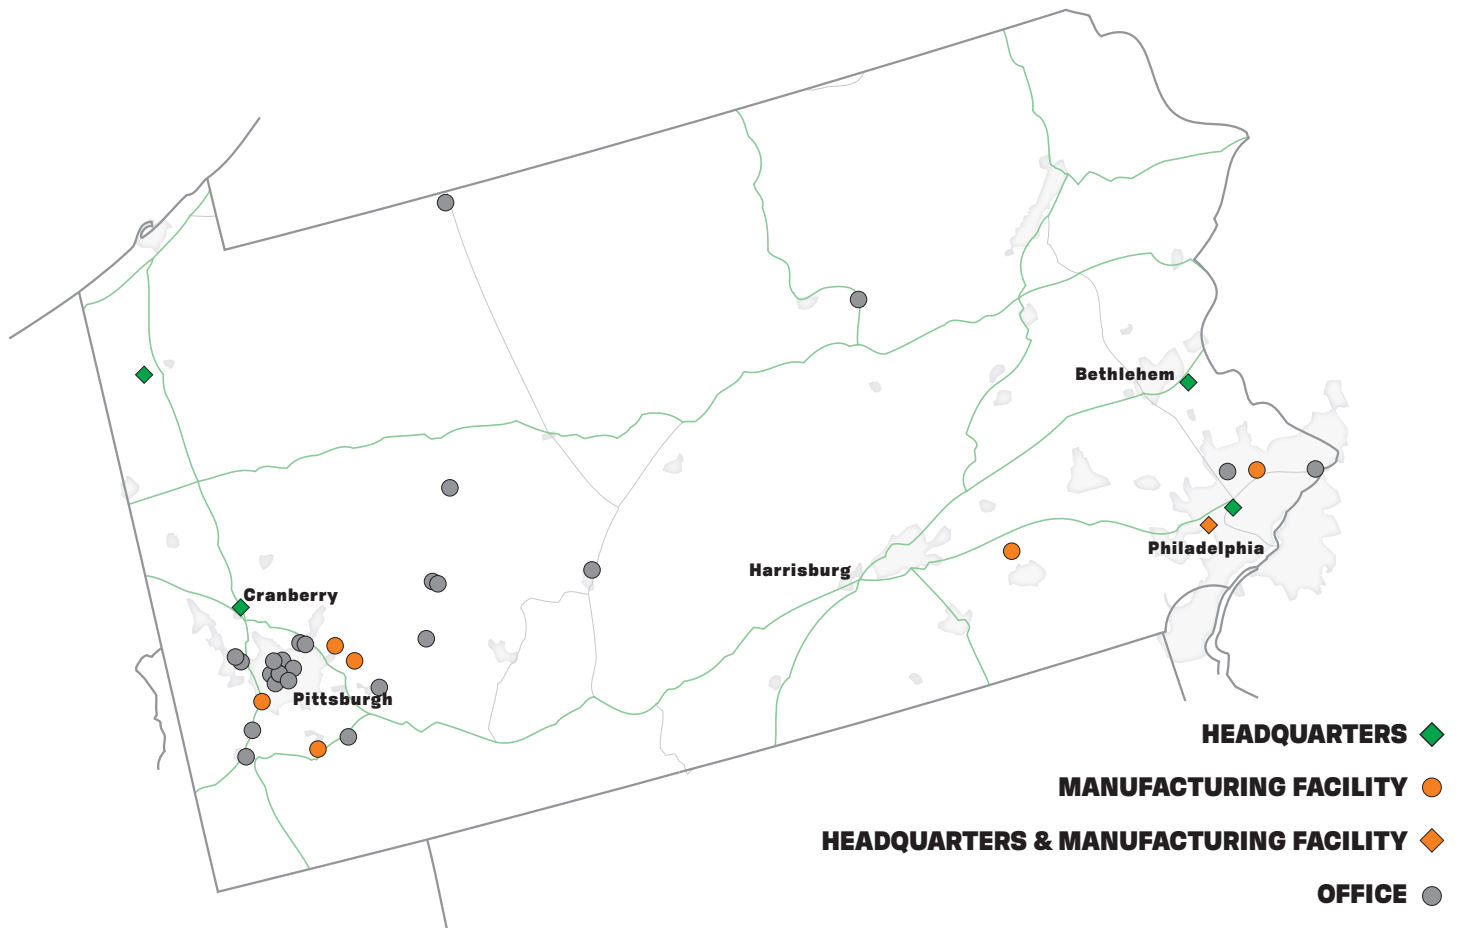 Bethlehem
Philadelphia
Harrisburg
Cranberry
Pittsburgh
HEADQUARTERS
MANUFACTURING FACILITY
HEADQUARTERS & MANUFACTURING FACILITY
OFFICE